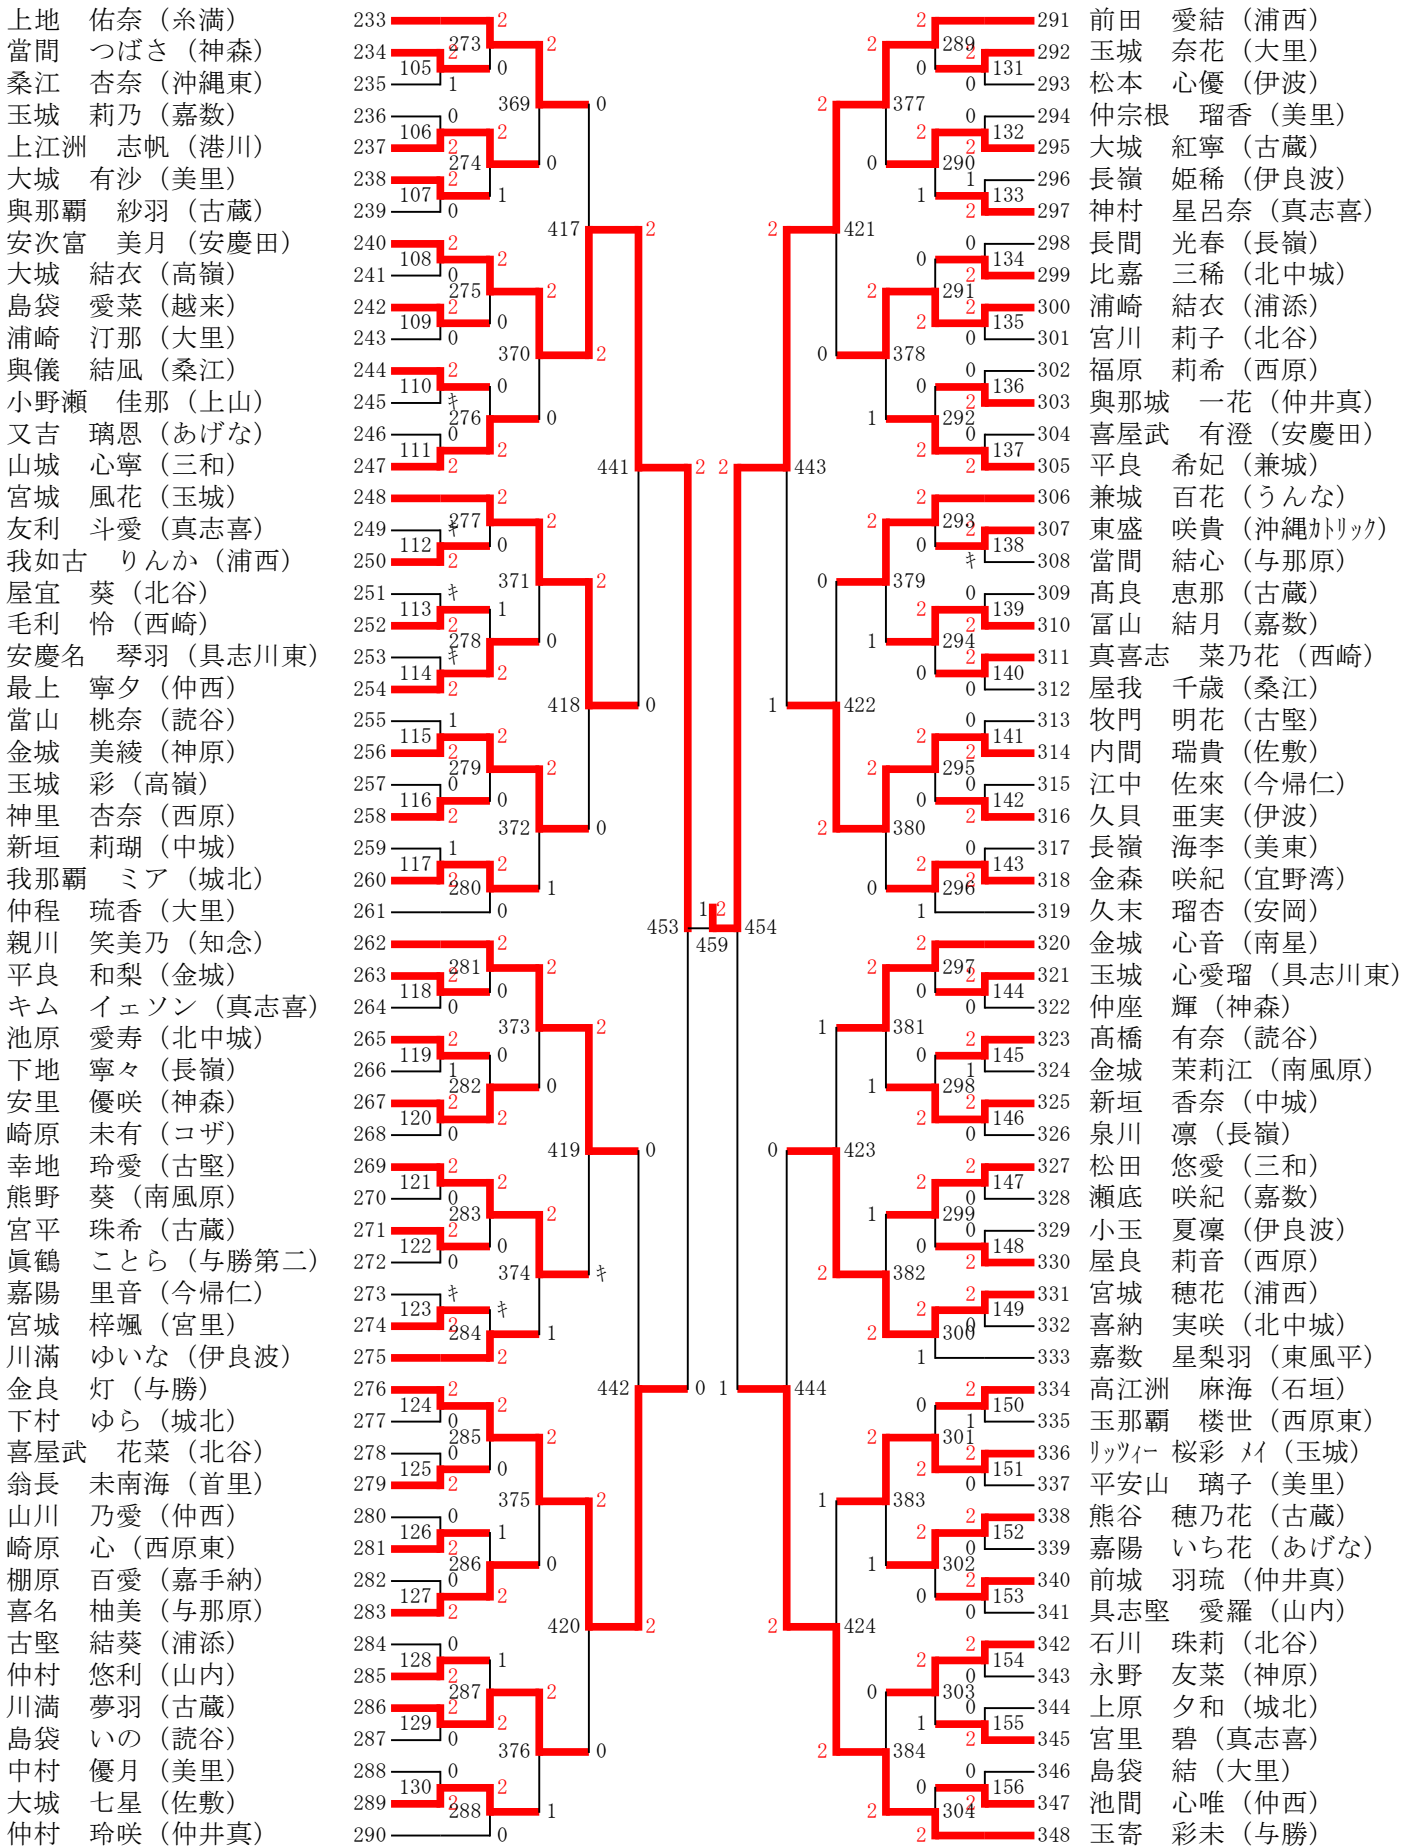 上地　佑奈（糸満） 233
當間　つばさ（神森） 234
桑江　杏奈（沖縄東） 235
玉城　莉乃（嘉数） 236
上江洲　志帆（港川） 237
大城　有沙（美里） 238
與那覇　紗羽（古蔵） 239
安次富　美月（安慶田） 240
大城　結衣（高嶺） 241
島袋　愛菜（越来） 242
浦崎　汀那（大里） 243
與儀　結凪（桑江） 244
小野瀬　佳那（上山） 245
又吉　璃恩（あげな） 246
山城　心寧（三和） 247
宮城　風花（玉城） 248
友利　斗愛（真志喜） 249
我如古　りんか（浦西） 250
屋宜　葵（北谷） 251
毛利　怜（西崎） 252
安慶名　琴羽（具志川東） 253
最上　寧夕（仲西） 254
當山　桃奈（読谷） 255
金城　美綾（神原） 256
玉城　彩（高嶺） 257
神里　杏奈（西原） 258
新垣　莉瑚（中城） 259
我那覇　ミア（城北） 260
仲程　琉香（大里） 261
親川　笑美乃（知念） 262
平良　和梨（金城） 263
キム　イェソン（真志喜） 264
池原　愛寿（北中城） 265
下地　寧々（長嶺） 266
安里　優咲（神森） 267
崎原　未有（コザ） 268
幸地　玲愛（古堅） 269
熊野　葵（南風原） 270
宮平　珠希（古蔵） 271
眞鶴　ことら（与勝第二） 272
嘉陽　里音（今帰仁） 273
宮城　梓颯（宮里） 274
川満　ゆいな（伊良波） 275
金良　灯（与勝） 276
下村　ゆら（城北） 277
喜屋武　花菜（北谷） 278
翁長　未南海（首里） 279
山川　乃愛（仲西） 280
崎原　心（西原東） 281
棚原　百愛（嘉手納） 282
喜名　柚美（与那原） 283
古堅　結葵（浦添） 284
仲村　悠利（山内） 285
川満　夢羽（古蔵） 286
島袋　いの（読谷） 287
中村　優月（美里） 288
大城　七星（佐敷） 289
仲村　玲咲（仲井真） 290
291 前田　愛結（浦西）
292 玉城　奈花（大里）
293 松本　心優（伊波）
294 仲宗根　瑠香（美里）
295 大城　紅寧（古蔵）
296 長嶺　姫稀（伊良波）
297 神村　星呂奈（真志喜）
298 長間　光春（長嶺）
299 比嘉　三稀（北中城）
300 浦崎　結衣（浦添）
301 宮川　莉子（北谷）
302 福原　莉希（西原）
303 與那城　一花（仲井真）
304 喜屋武　有澄（安慶田）
305 平良　希妃（兼城）
306 兼城　百花（うんな）
307 東盛　咲貴（沖縄ｶﾄﾘｯｸ）
308 當間　結心（与那原）
309 髙良　恵那（古蔵）
310 冨山　結月（嘉数）
311 真喜志　菜乃花（西崎）
312 屋我　千歳（桑江）
313 牧門　明花（古堅）
314 内間　瑞貴（佐敷）
315 江中　佐來（今帰仁）
316 久貝　亜実（伊波）
317 長嶺　海李（美東）
318 金森　咲紀（宜野湾）
319 久末　瑠杏（安岡）
320 金城　心音（南星）
321 玉城　心愛瑠（具志川東）
322 仲座　輝（神森）
323 髙橋　有奈（読谷）
324 金城　茉莉江（南風原）
325 新垣　香奈（中城）
326 泉川　凛（長嶺）
327 松田　悠愛（三和）
328 瀬底　咲紀（嘉数）
329 小玉　夏凜（伊良波）
330 屋良　莉音（西原）
331 宮城　穂花（浦西）
332 喜納　実咲（北中城）
333 嘉数　星梨羽（東風平）
334 高江洲　麻海（石垣）
335 玉那覇　楼世（西原東）
336 ﾘｯﾂｨｰ 桜彩 ﾒｲ（玉城）
337 平安山　璃子（美里）
338 熊谷　穂乃花（古蔵）
339 嘉陽　いち花（あげな）
340 前城　羽琉（仲井真）
341 具志堅　愛羅（山内）
342 石川　珠莉（北谷）
343 永野　友菜（神原）
344 上原　夕和（城北）
345 宮里　碧（真志喜）
346 島袋　結（大里）
347 池間　心唯（仲西）
348 玉寄　彩未（与勝）